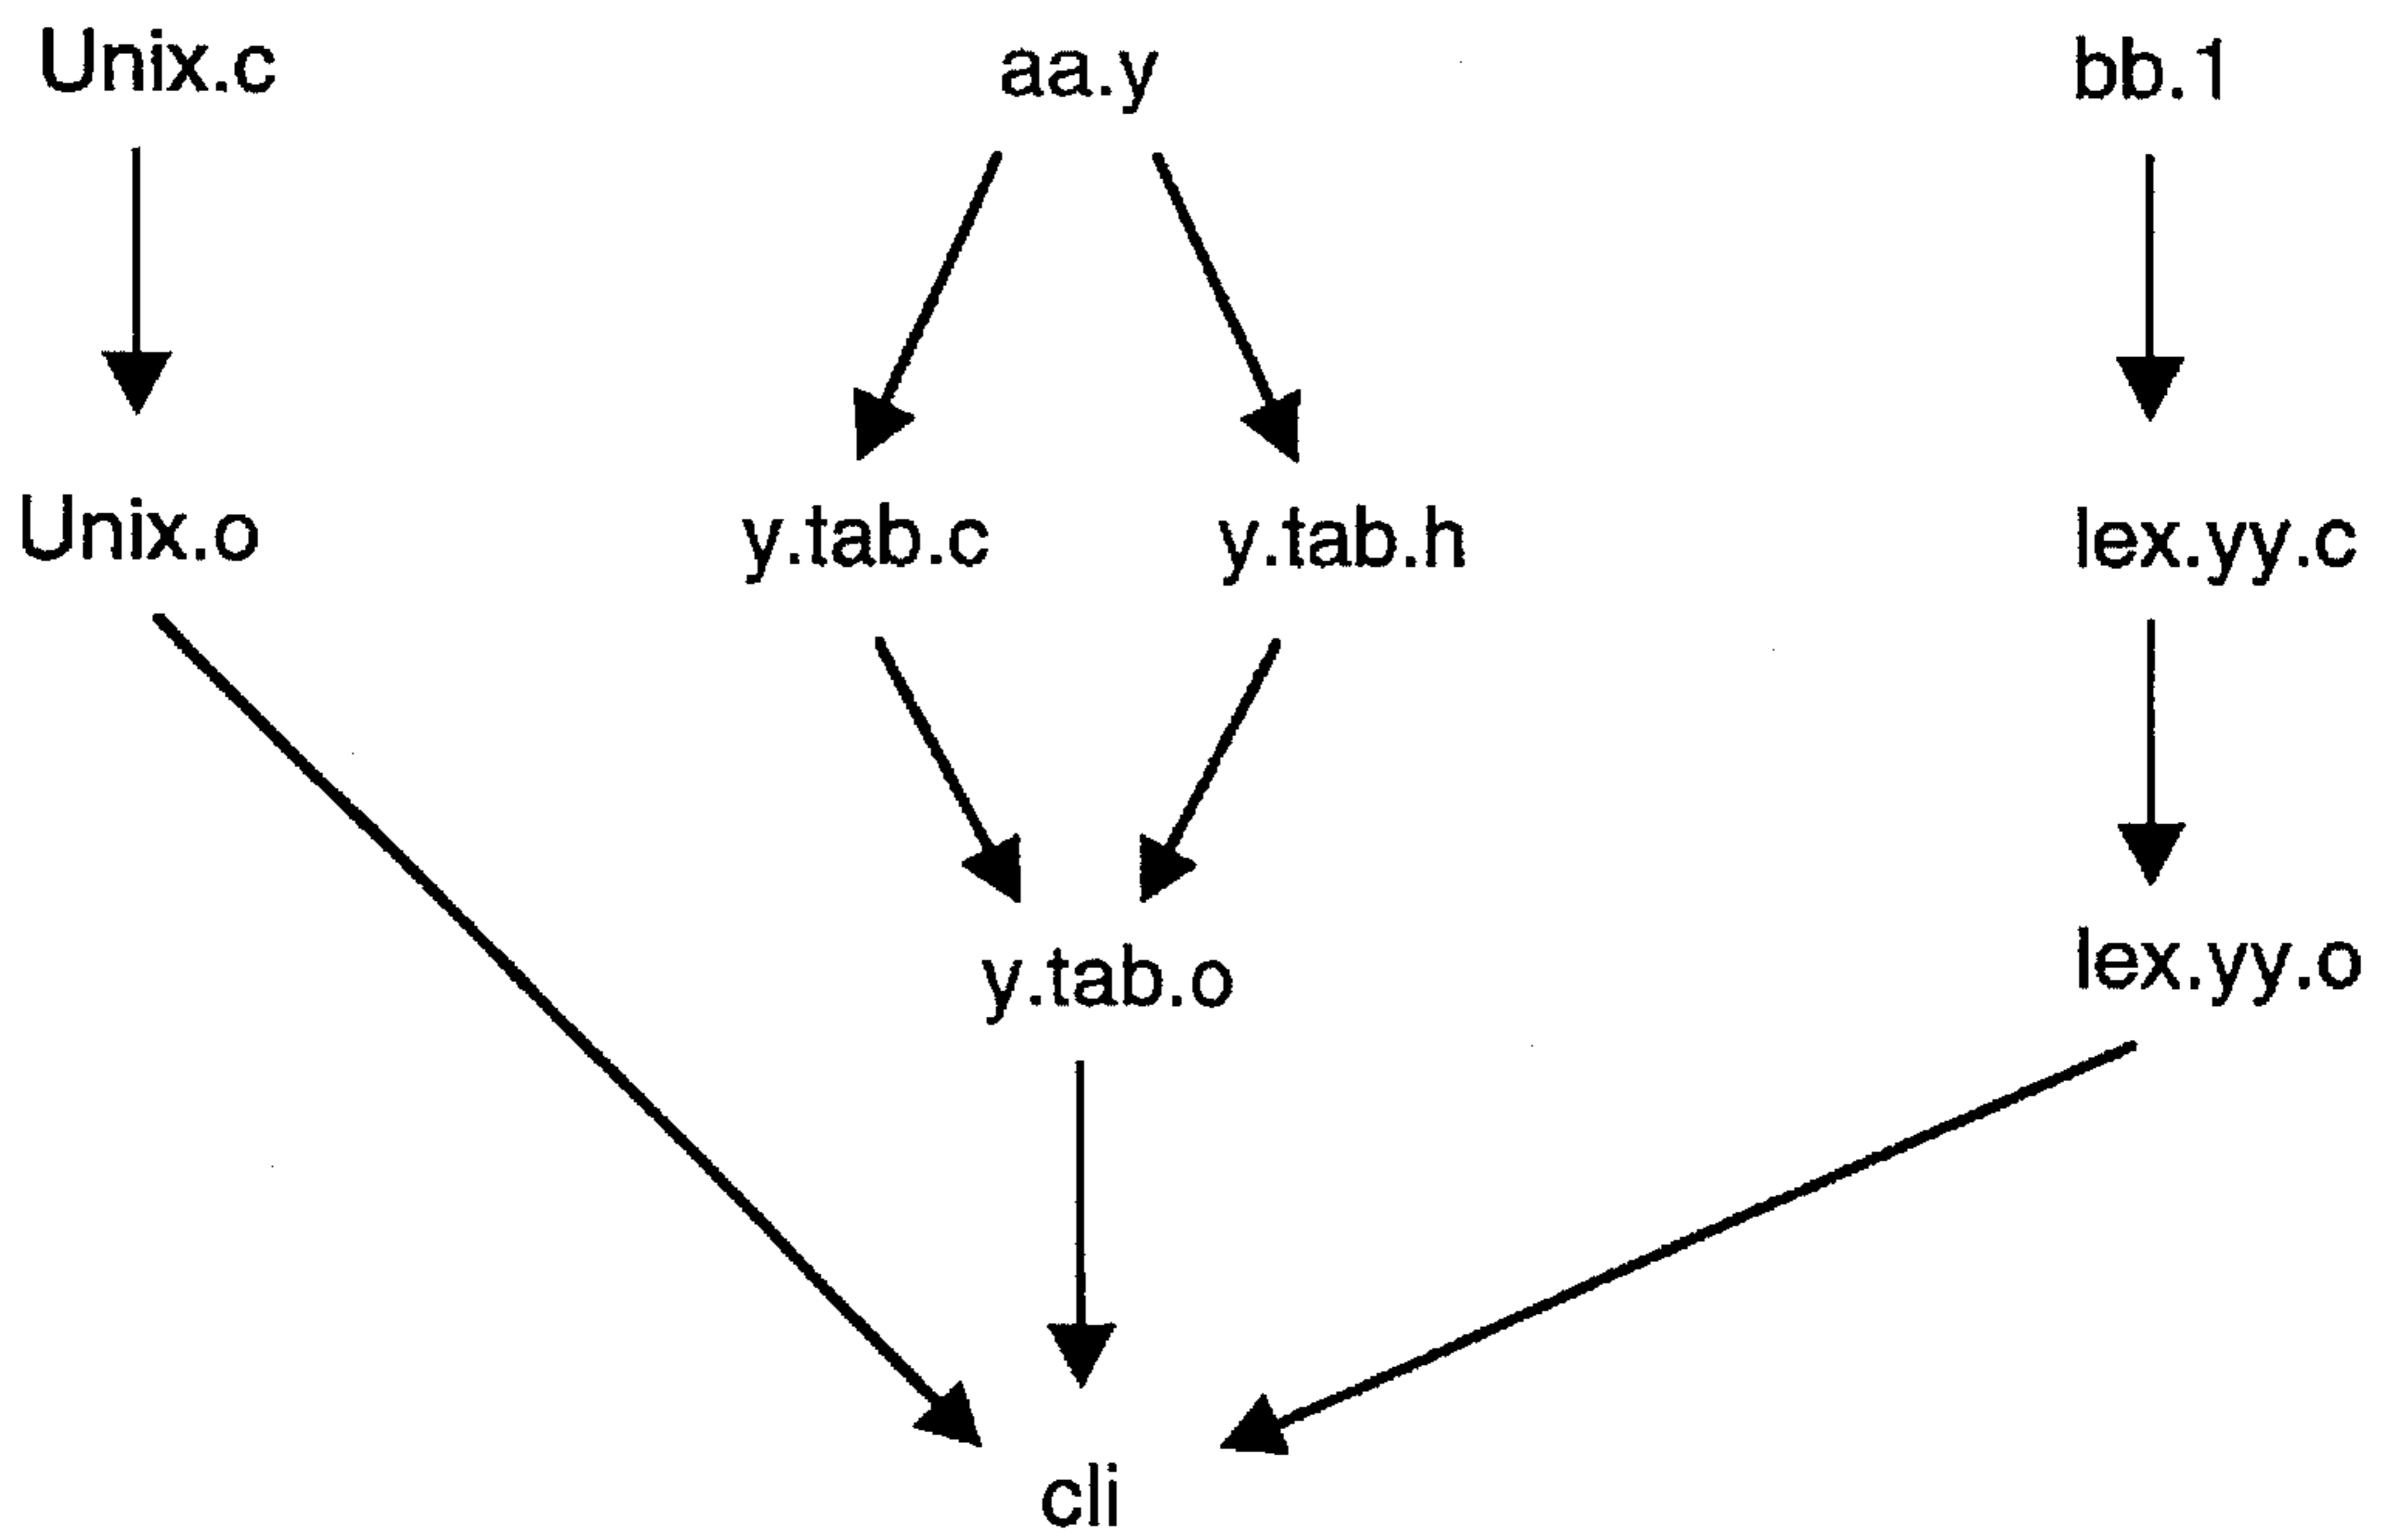 Unix.c aa.y bb.1
Unix.o y.tab.c y.tab.h lex.yy.c
y.tab.o lex.yy.o
cli